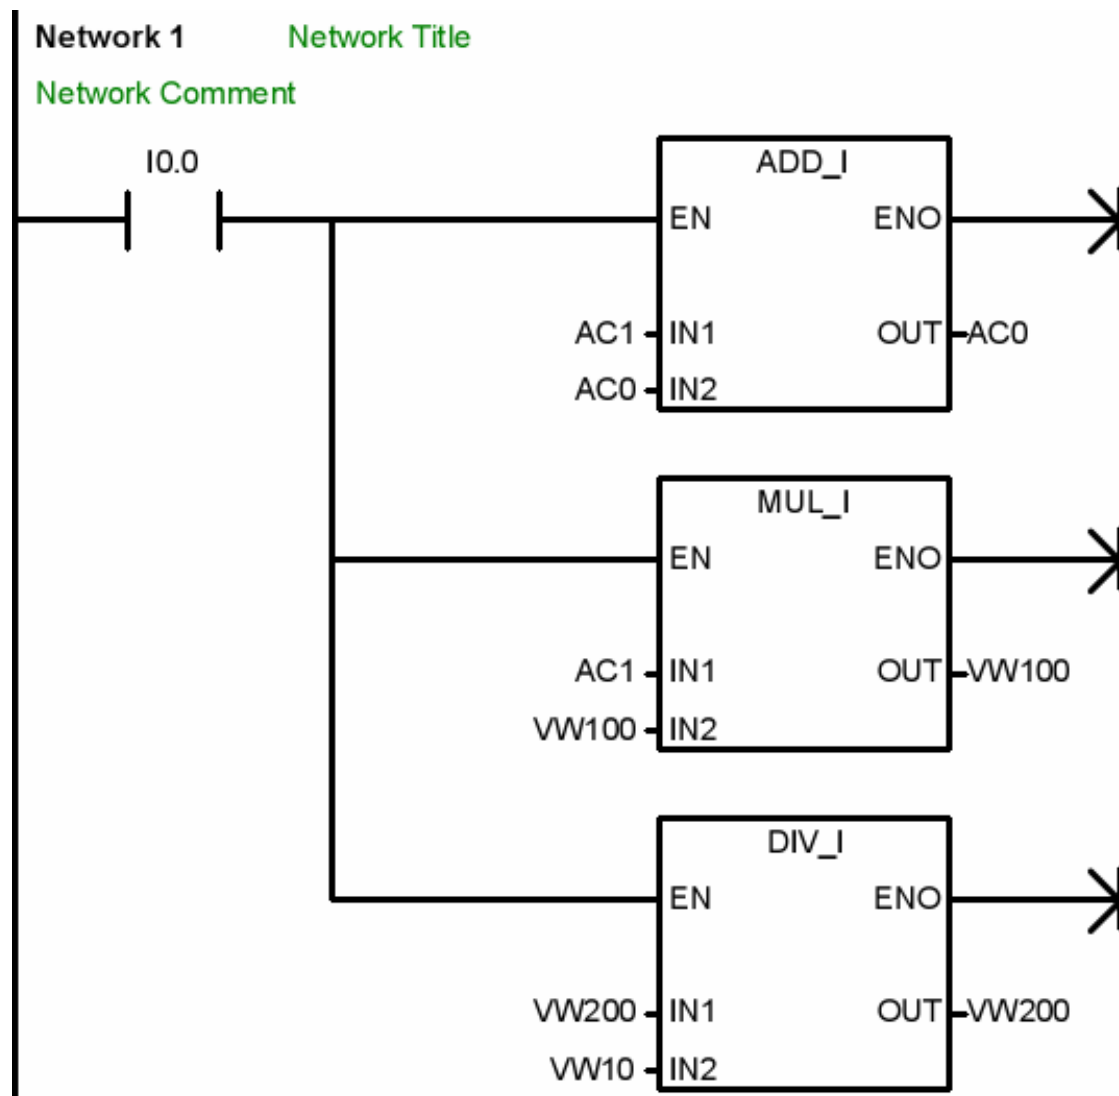 Network 1 Network Title
Network Comment
I0.0
ADD_I
EN ENO
AC1 IN1 OUT AC0
AC0 IN2
MUL_I
EN ENO
AC1 IN1 OUT VW100
VW100 IN2
DIV_I
EN ENO
VW200 IN1 OUT VW200
VW10 IN2